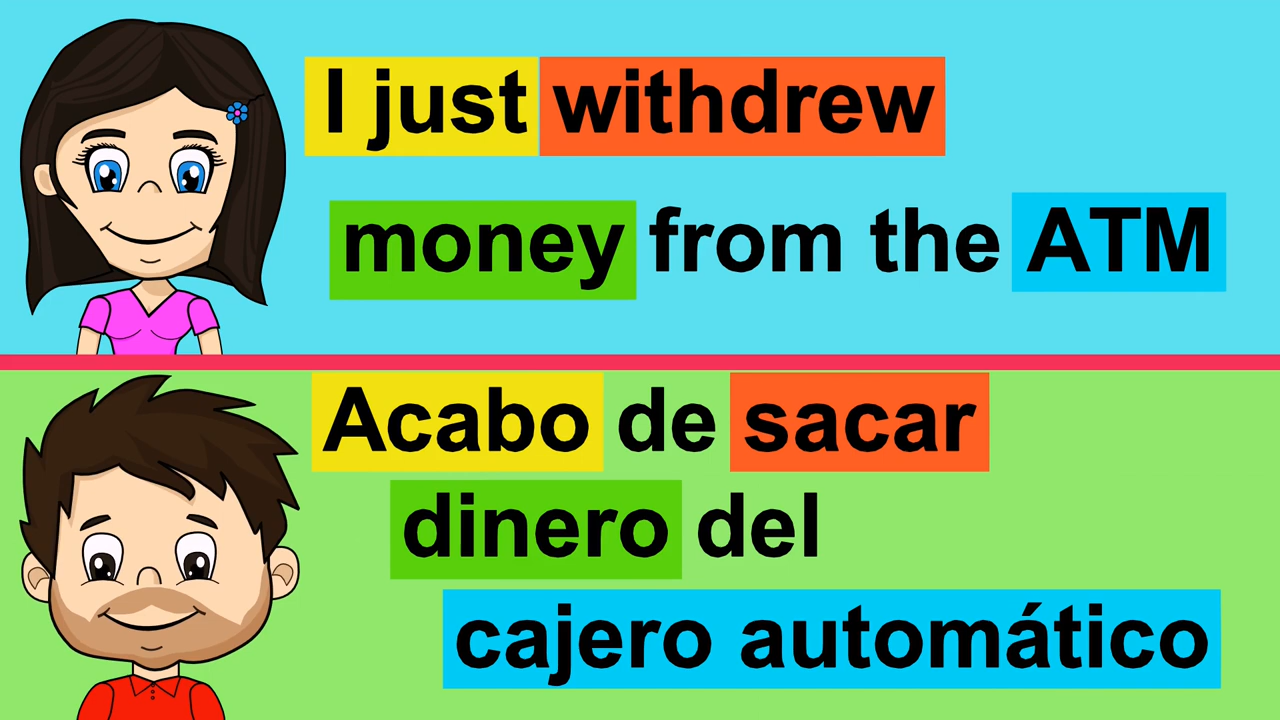 I just withdrew
money from the ATM
Acabo de sacar
dinero del
cajero automático